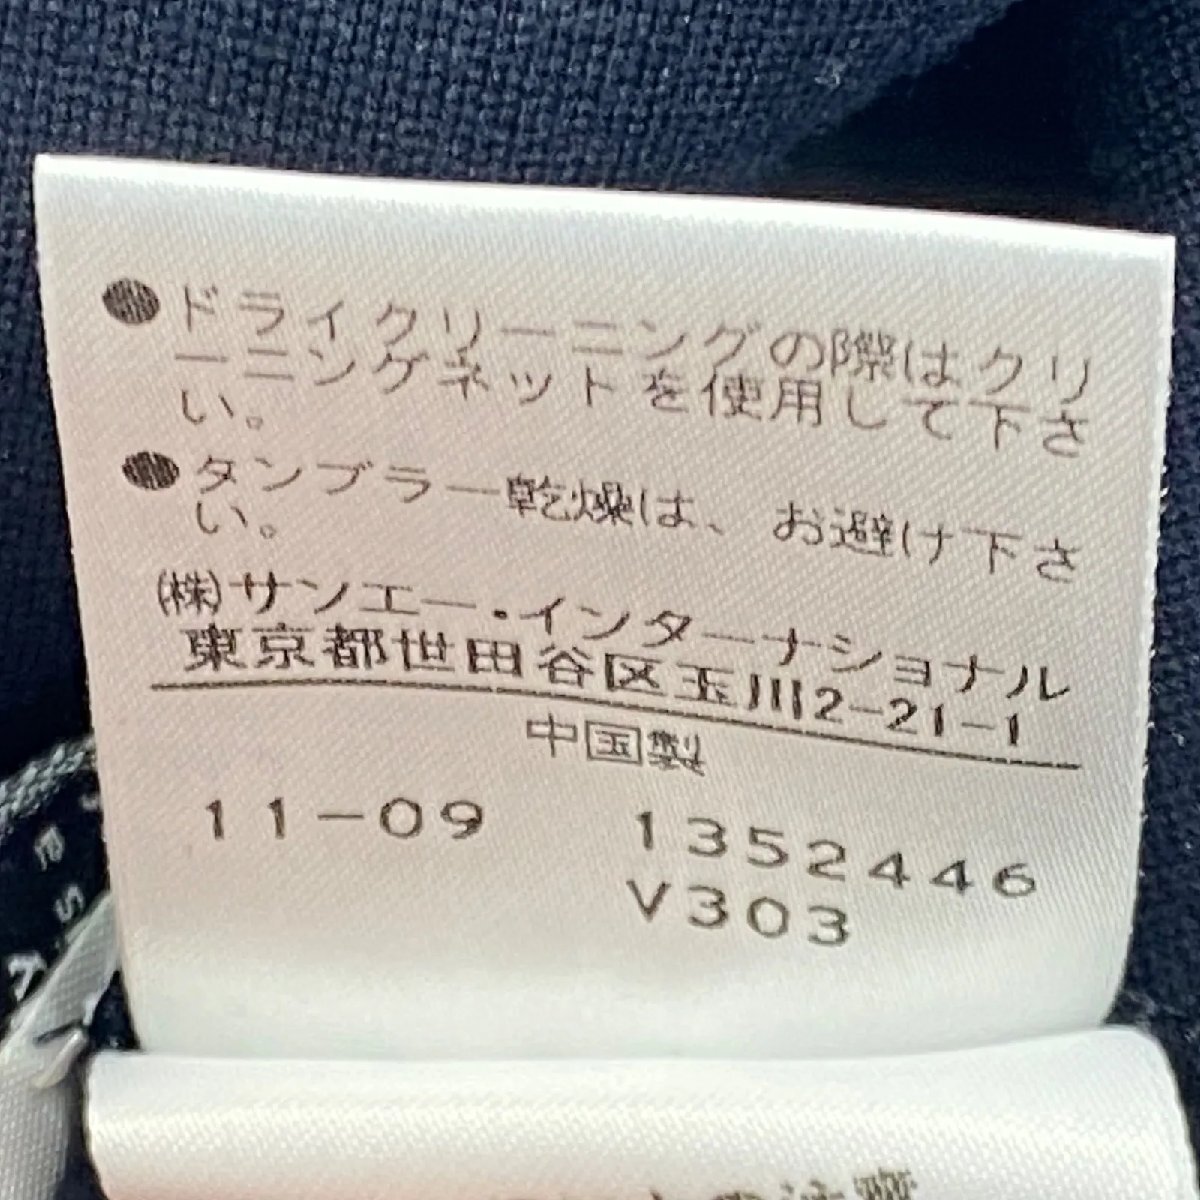 ●ドライクリーニングの際はクリ
ーニングネットを使用して下さ
い。
●タンブラー乾燥は、お避け下さ
い。
(株)サンエー・インターナショナル
東京都世田谷区玉川2-21-1
中国製
11-09 1352446
V303